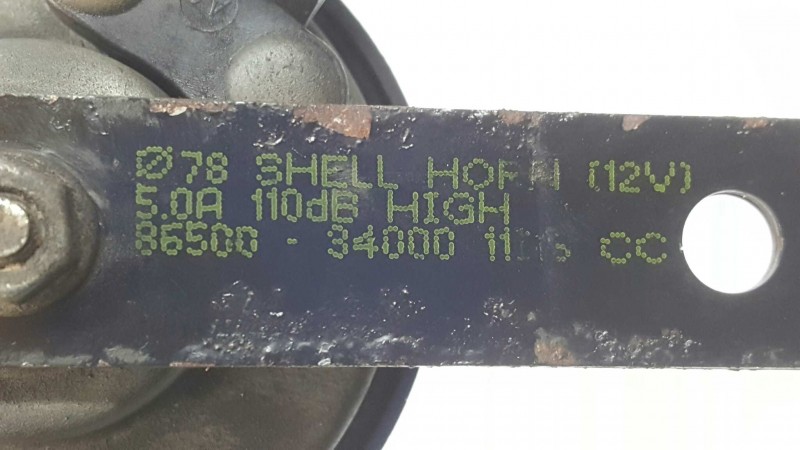 Ø78 SHELL HORN (12V)
5.0A 110dB HIGH
86500 - 34000 CC